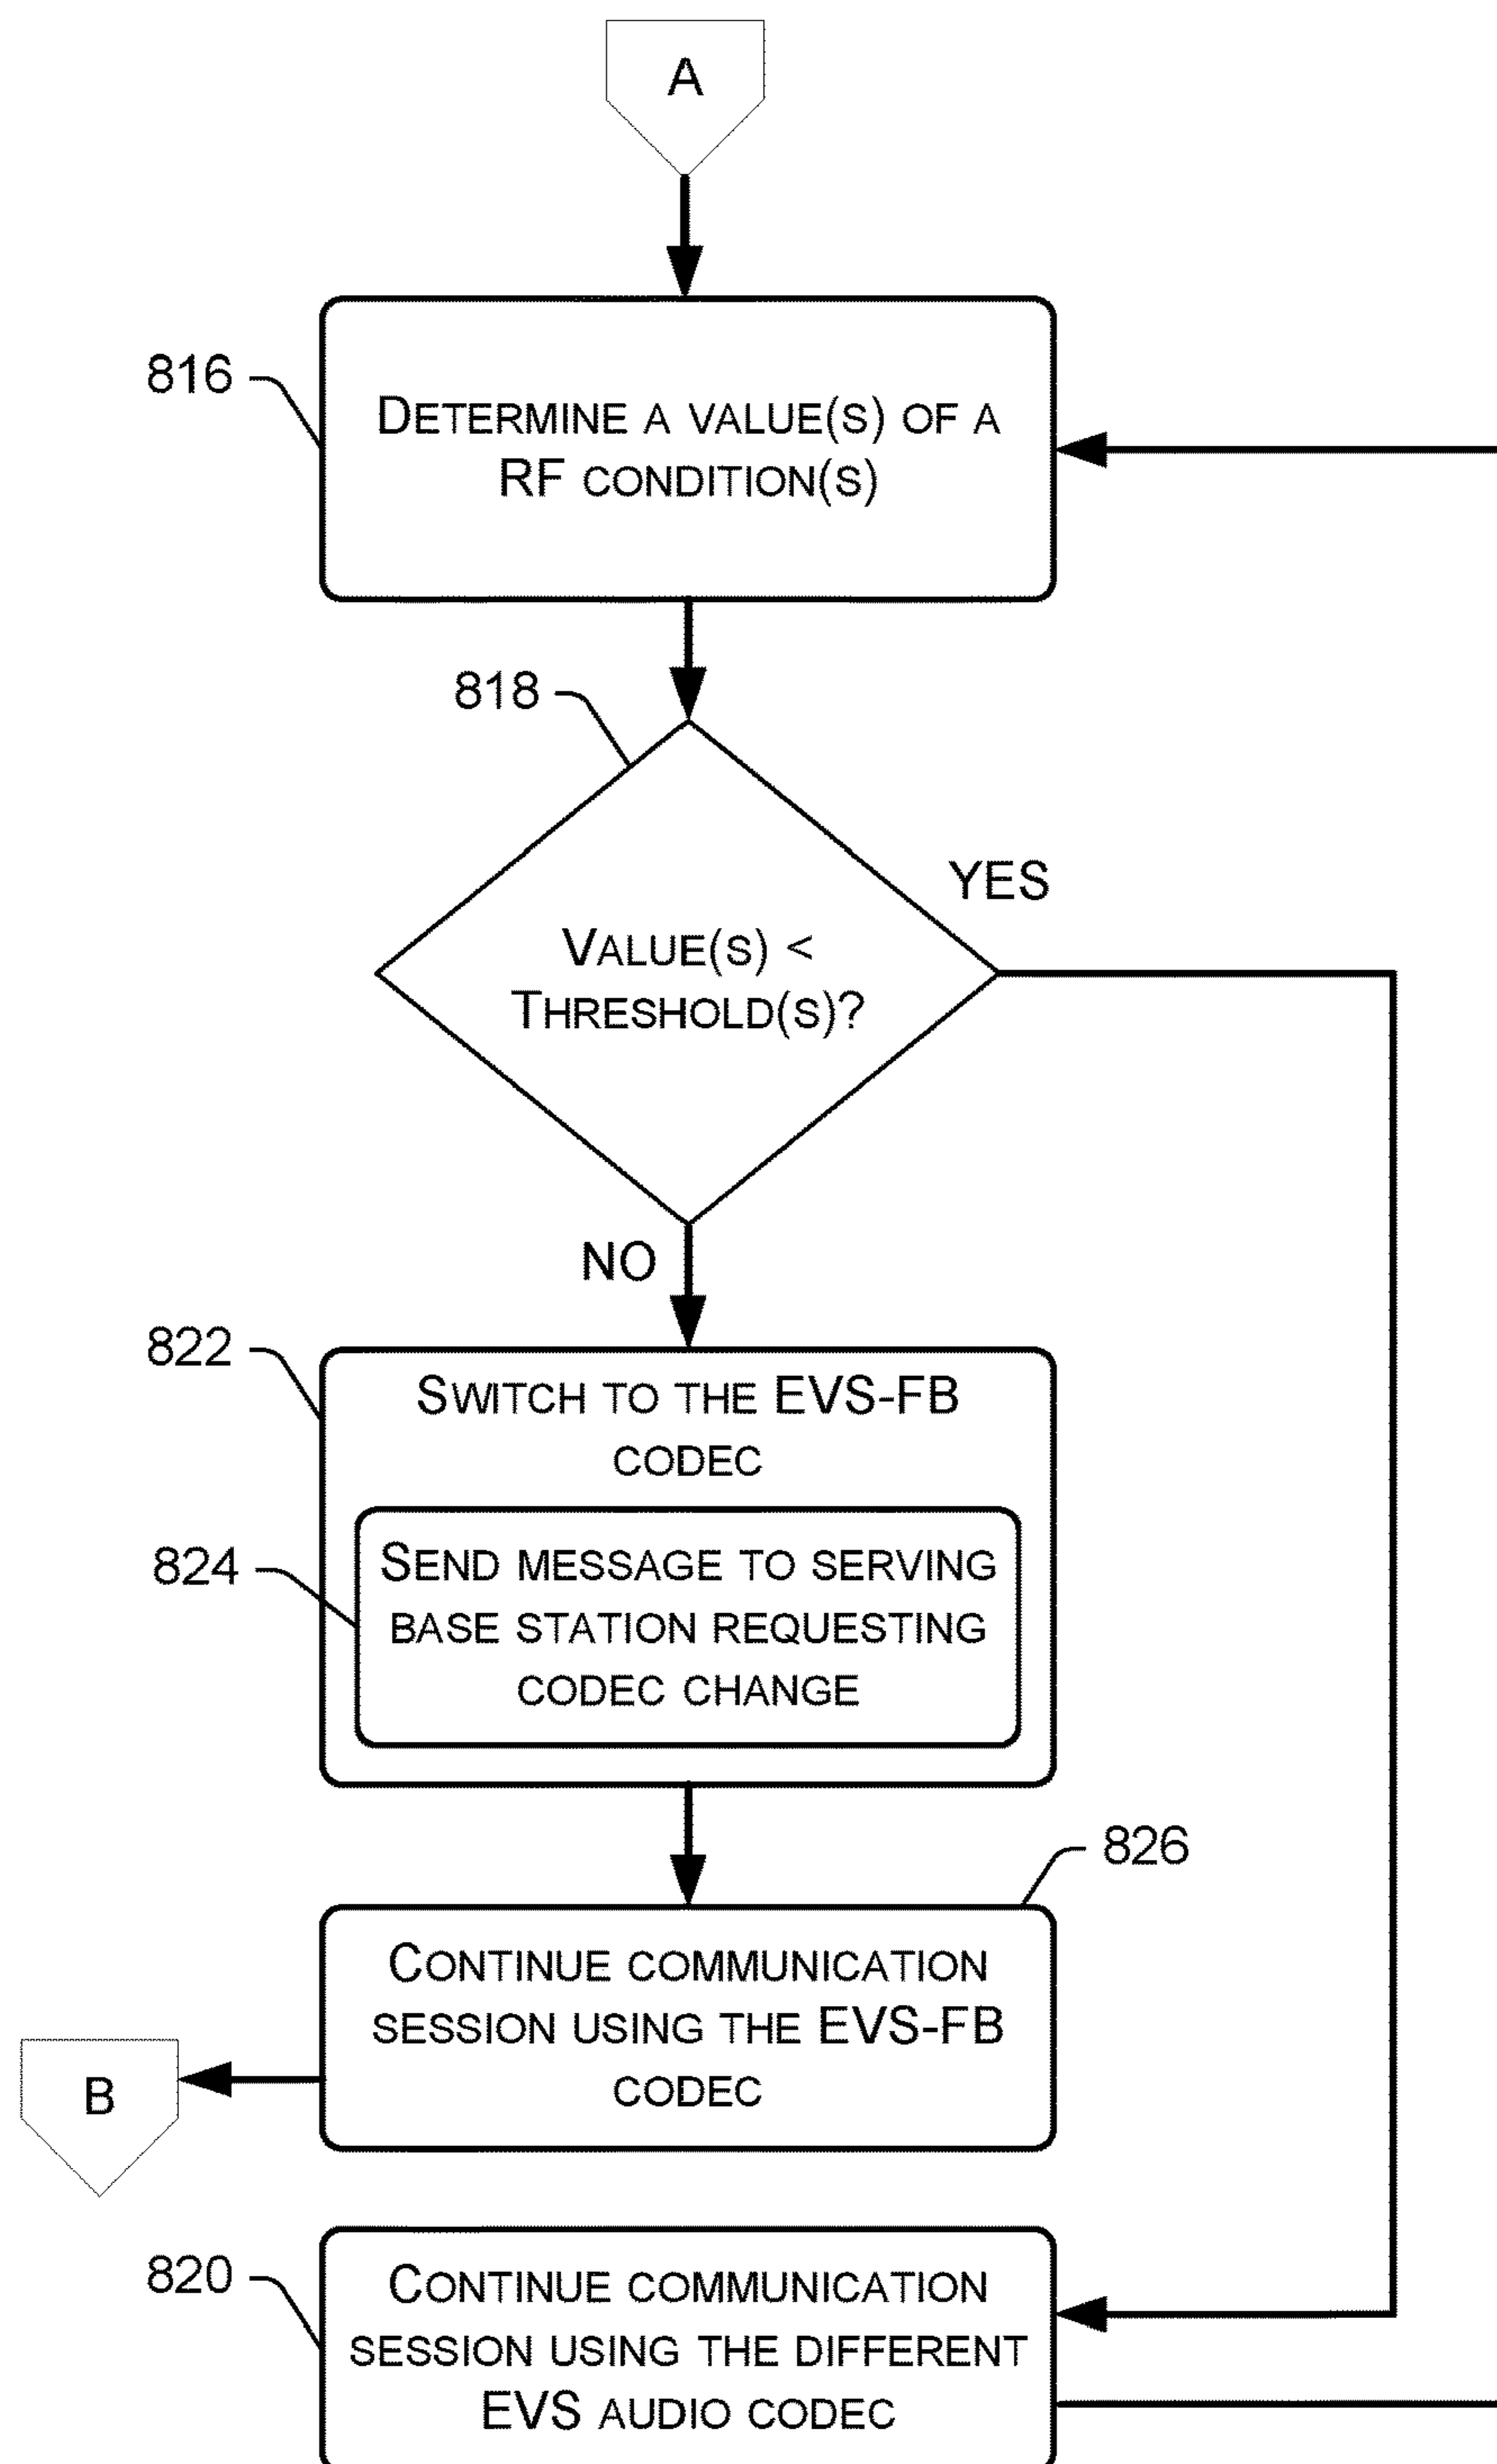 A
816
DETERMINE A VALUE(S) OF A
RF CONDITION(S)
818
YES
VALUE(S) <
THRESHOLD(S)?
NO
822
SWITCH TO THE EVS-FB
CODEC
824
SEND MESSAGE TO SERVING
BASE STATION REQUESTING
CODEC CHANGE
826
CONTINUE COMMUNICATION
SESSION USING THE EVS-FB
CODEC
B
820
CONTINUE COMMUNICATION
SESSION USING THE DIFFERENT
EVS AUDIO CODEC